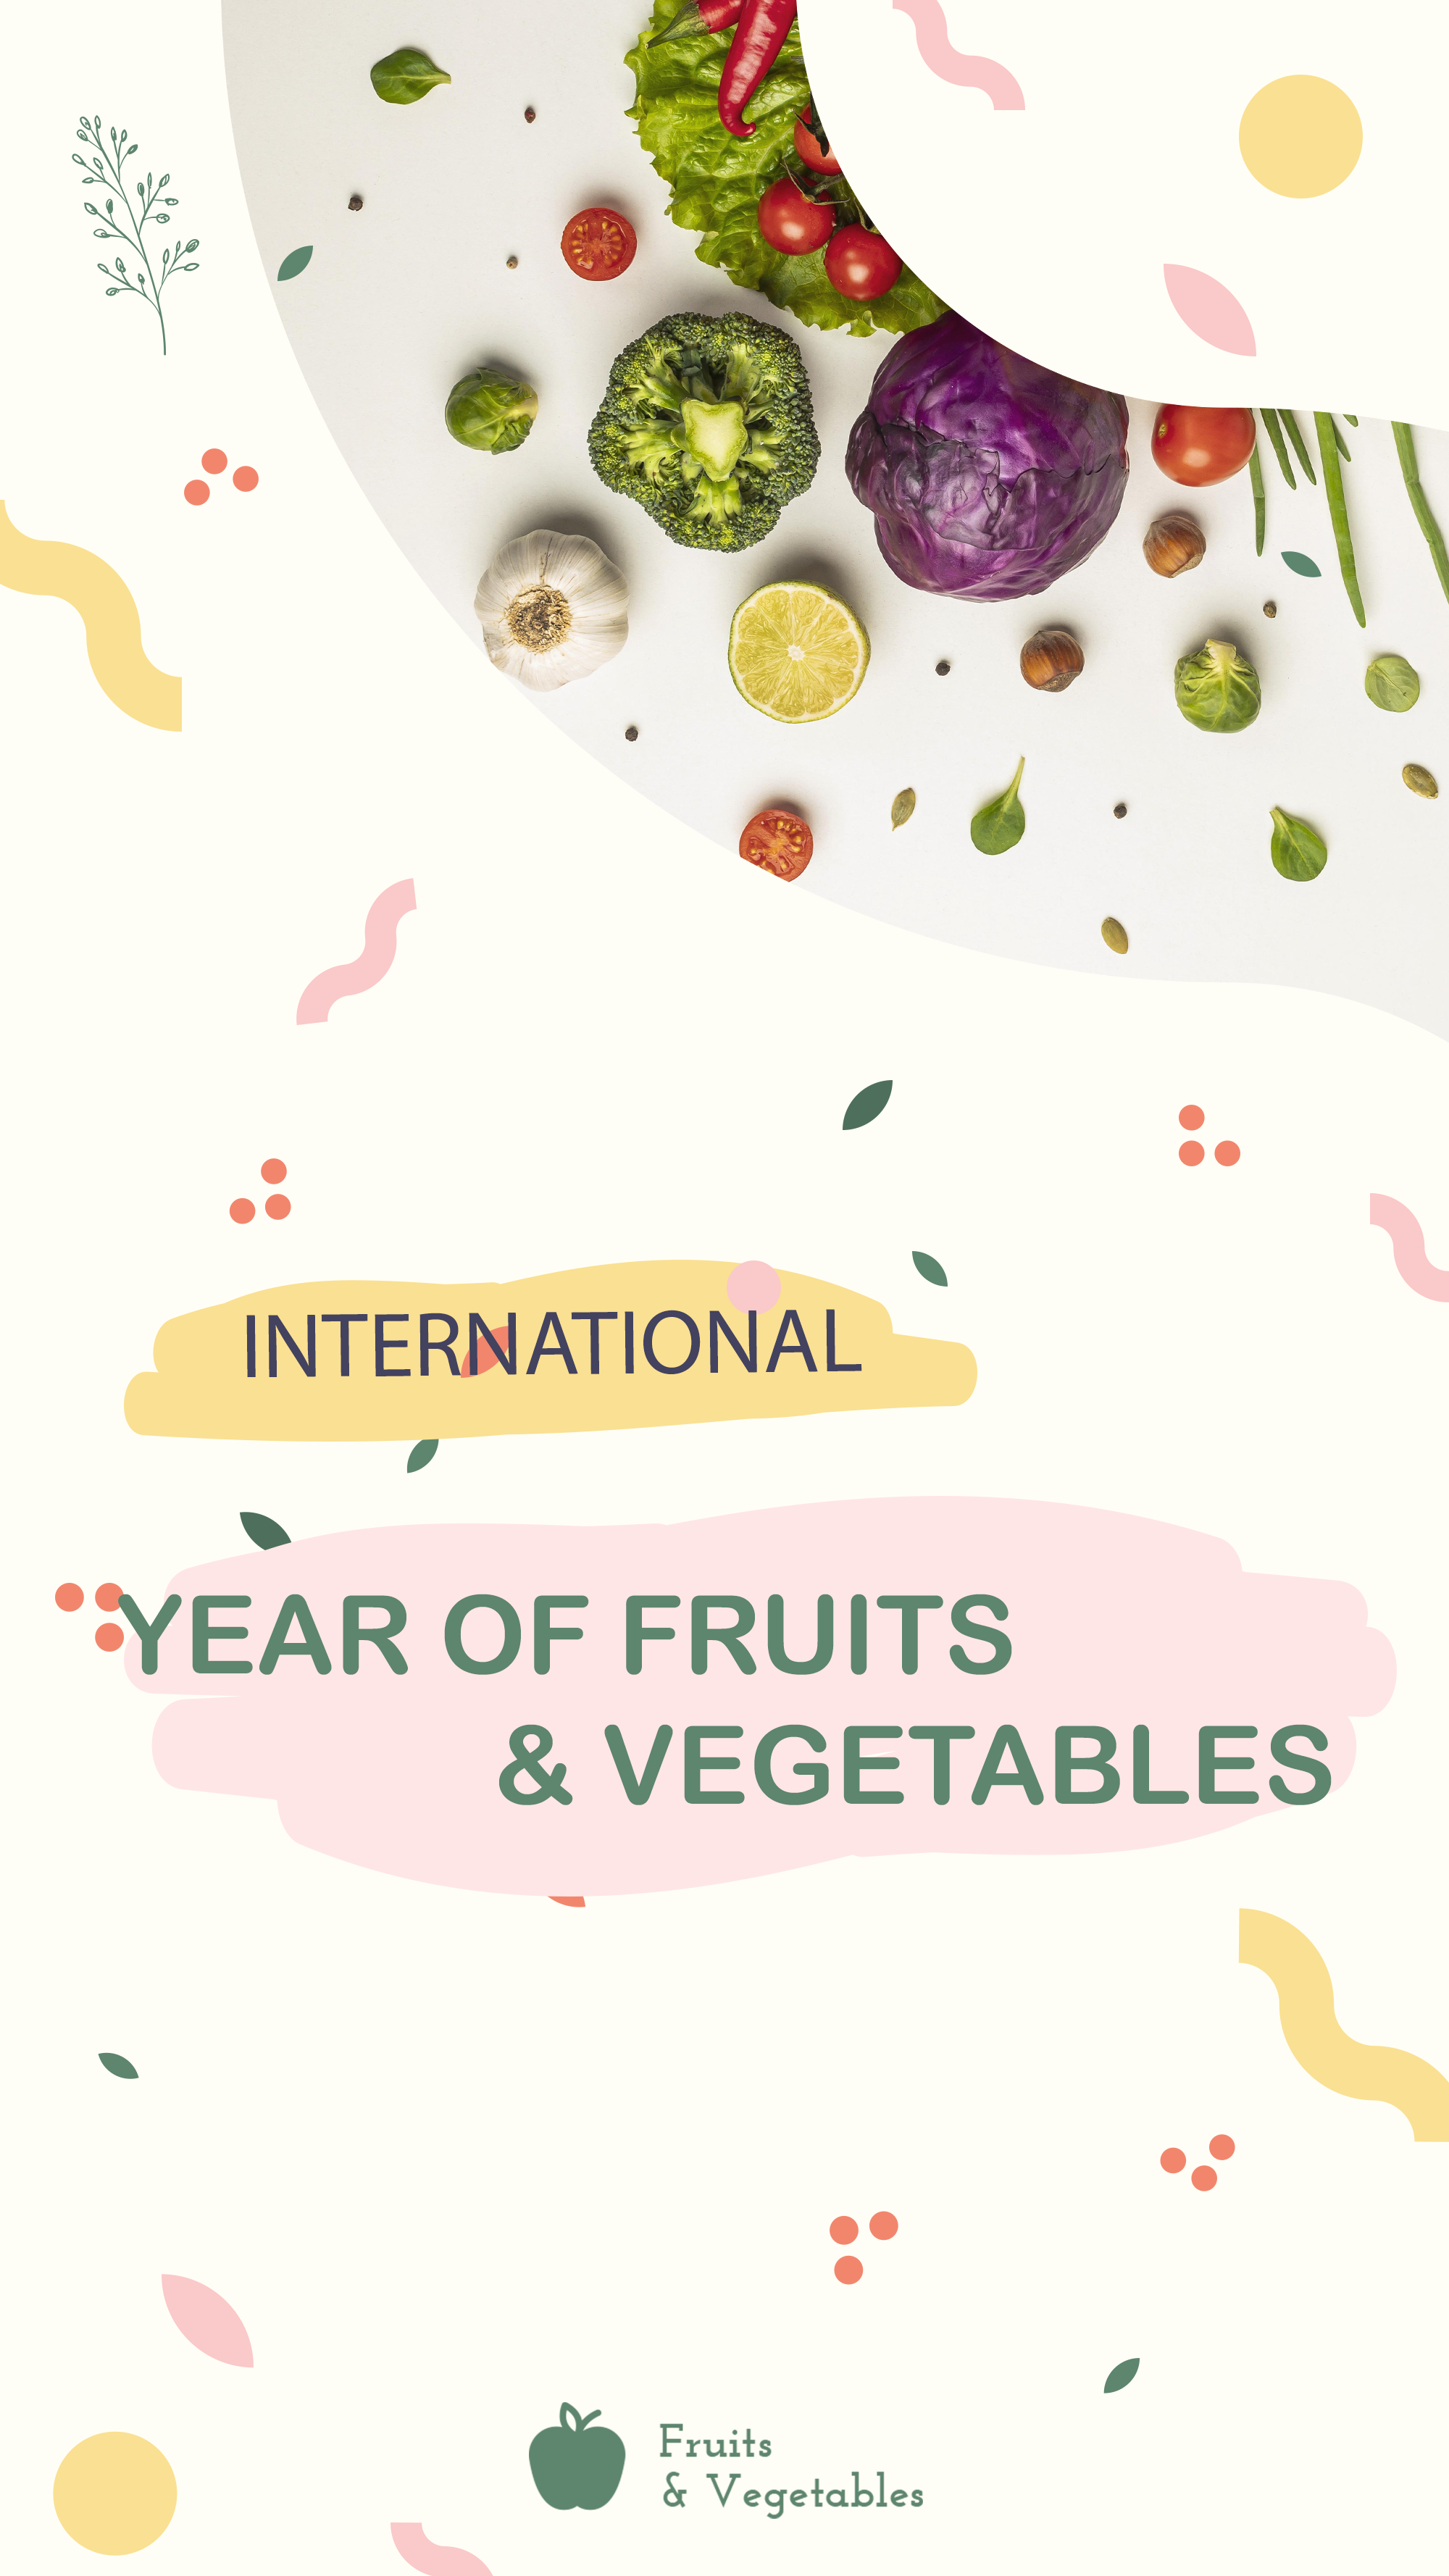 INTERNATIONAL
YEAR OF FRUITS
& VEGETABLES
Fruits
& Vegetables